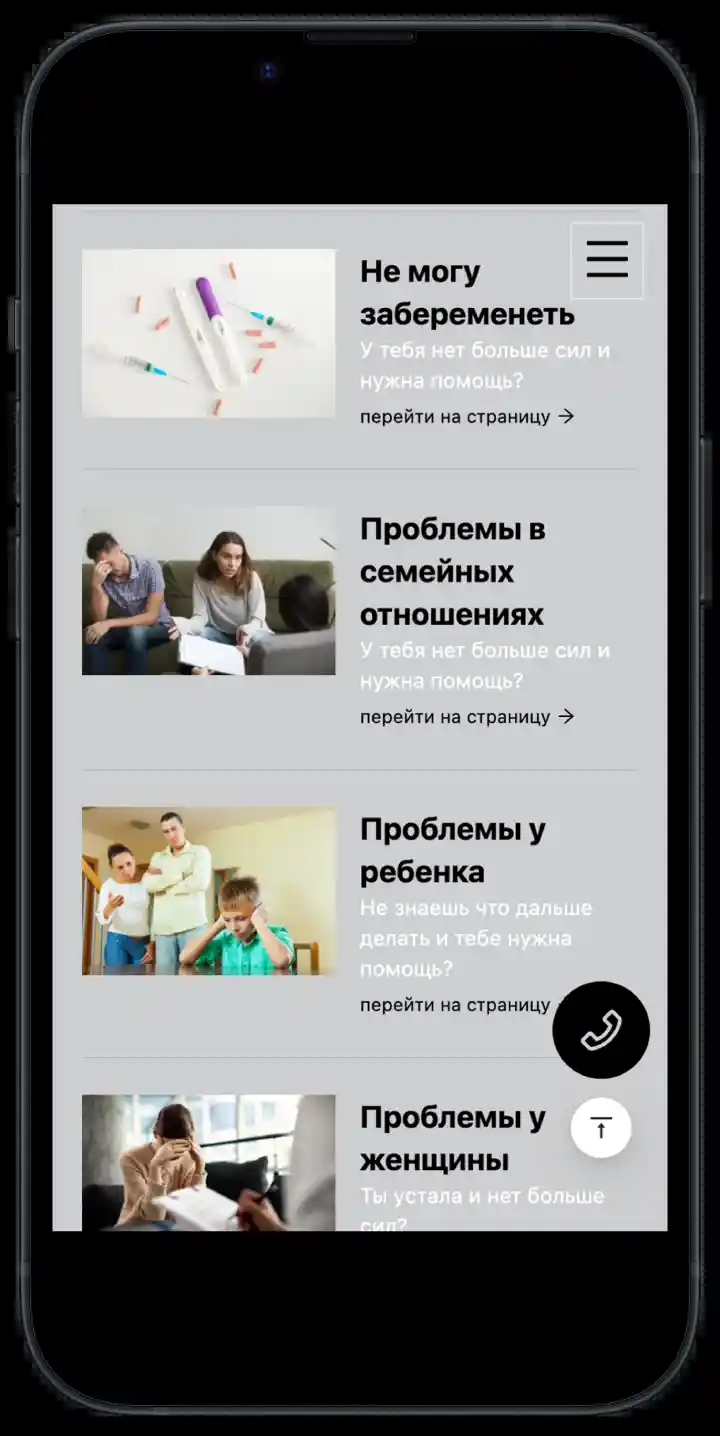 Не могу
забеременеть
У тебя нет больше сил и
нужна помощь?
перейти на страницу →
Проблемы в
семейных
отношениях
У тебя нет больше сил и
нужна помощь?
перейти на страницу →
Проблемы у
ребенка
Не знаешь что дальше
делать и тебе нужна
помощь?
перейти на страницу
Проблемы у
женщины
Ты устала и нет больше
сил?